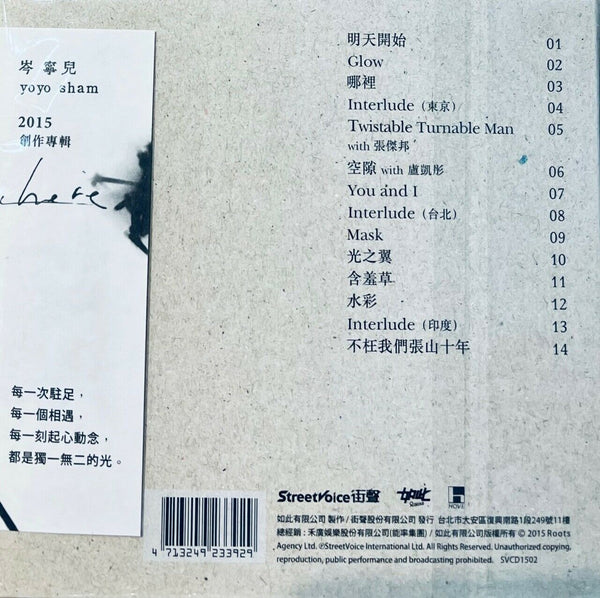 岑寧兒
yoyo sham
2015
創作專輯
here,
每一次駐足，
每一個相遇，
每一刻起心動念，
都是獨一無二的光。
明天開始 01
Glow 02
哪裡 03
Interlude (東京) 04
Twistable Turnable Man 05
with 張傑邦
空隙 with 盧凱彤 06
You and I 07
Interlude (台北) 08
Mask 09
光之翼 10
含羞草 11
水彩 12
Interlude (印度) 13
不枉我們張山十年 14
4 713249 233929
StreetVoice 街聲
HOVE
如此有限公司 製作 / 街聲股份有限公司 發行 台北市大安區復興南路1段249號11樓
總經銷：禾廣娛樂股份有限公司(能率集團) / 如此有限公司版權所有 © 2015 Roots
Agency Ltd. ℗StreetVoice International Ltd. All Rights Reserved. Unauthorized copying,
reproduction, public performance and broadcasting prohibited. SVCD1502